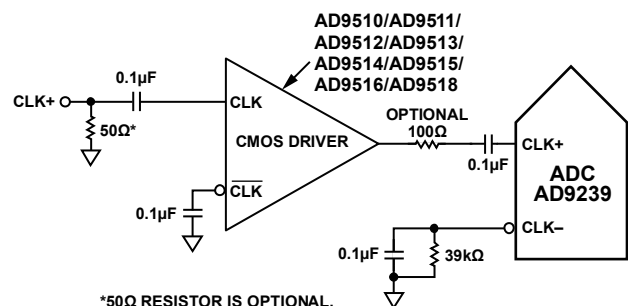 AD9510/AD9511/
AD9512/AD9513/
AD9514/AD9515/
AD9516/AD9518
0.1µF
CLK+
50Ω*
CLK
CMOS DRIVER
CLK
0.1µF
OPTIONAL
100Ω
0.1µF
CLK+
ADC
AD9239
CLK–
0.1µF
39kΩ
*50Ω RESISTOR IS OPTIONAL.